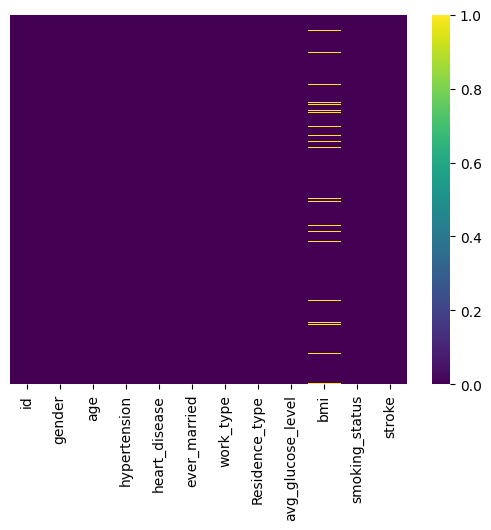 1.0
0.8
0.6
0.4
0.2
0.0
id
gender
age
hypertension
heart_disease
ever_married
work_type
Residence_type
avg_glucose_level
bmi
smoking_status
stroke